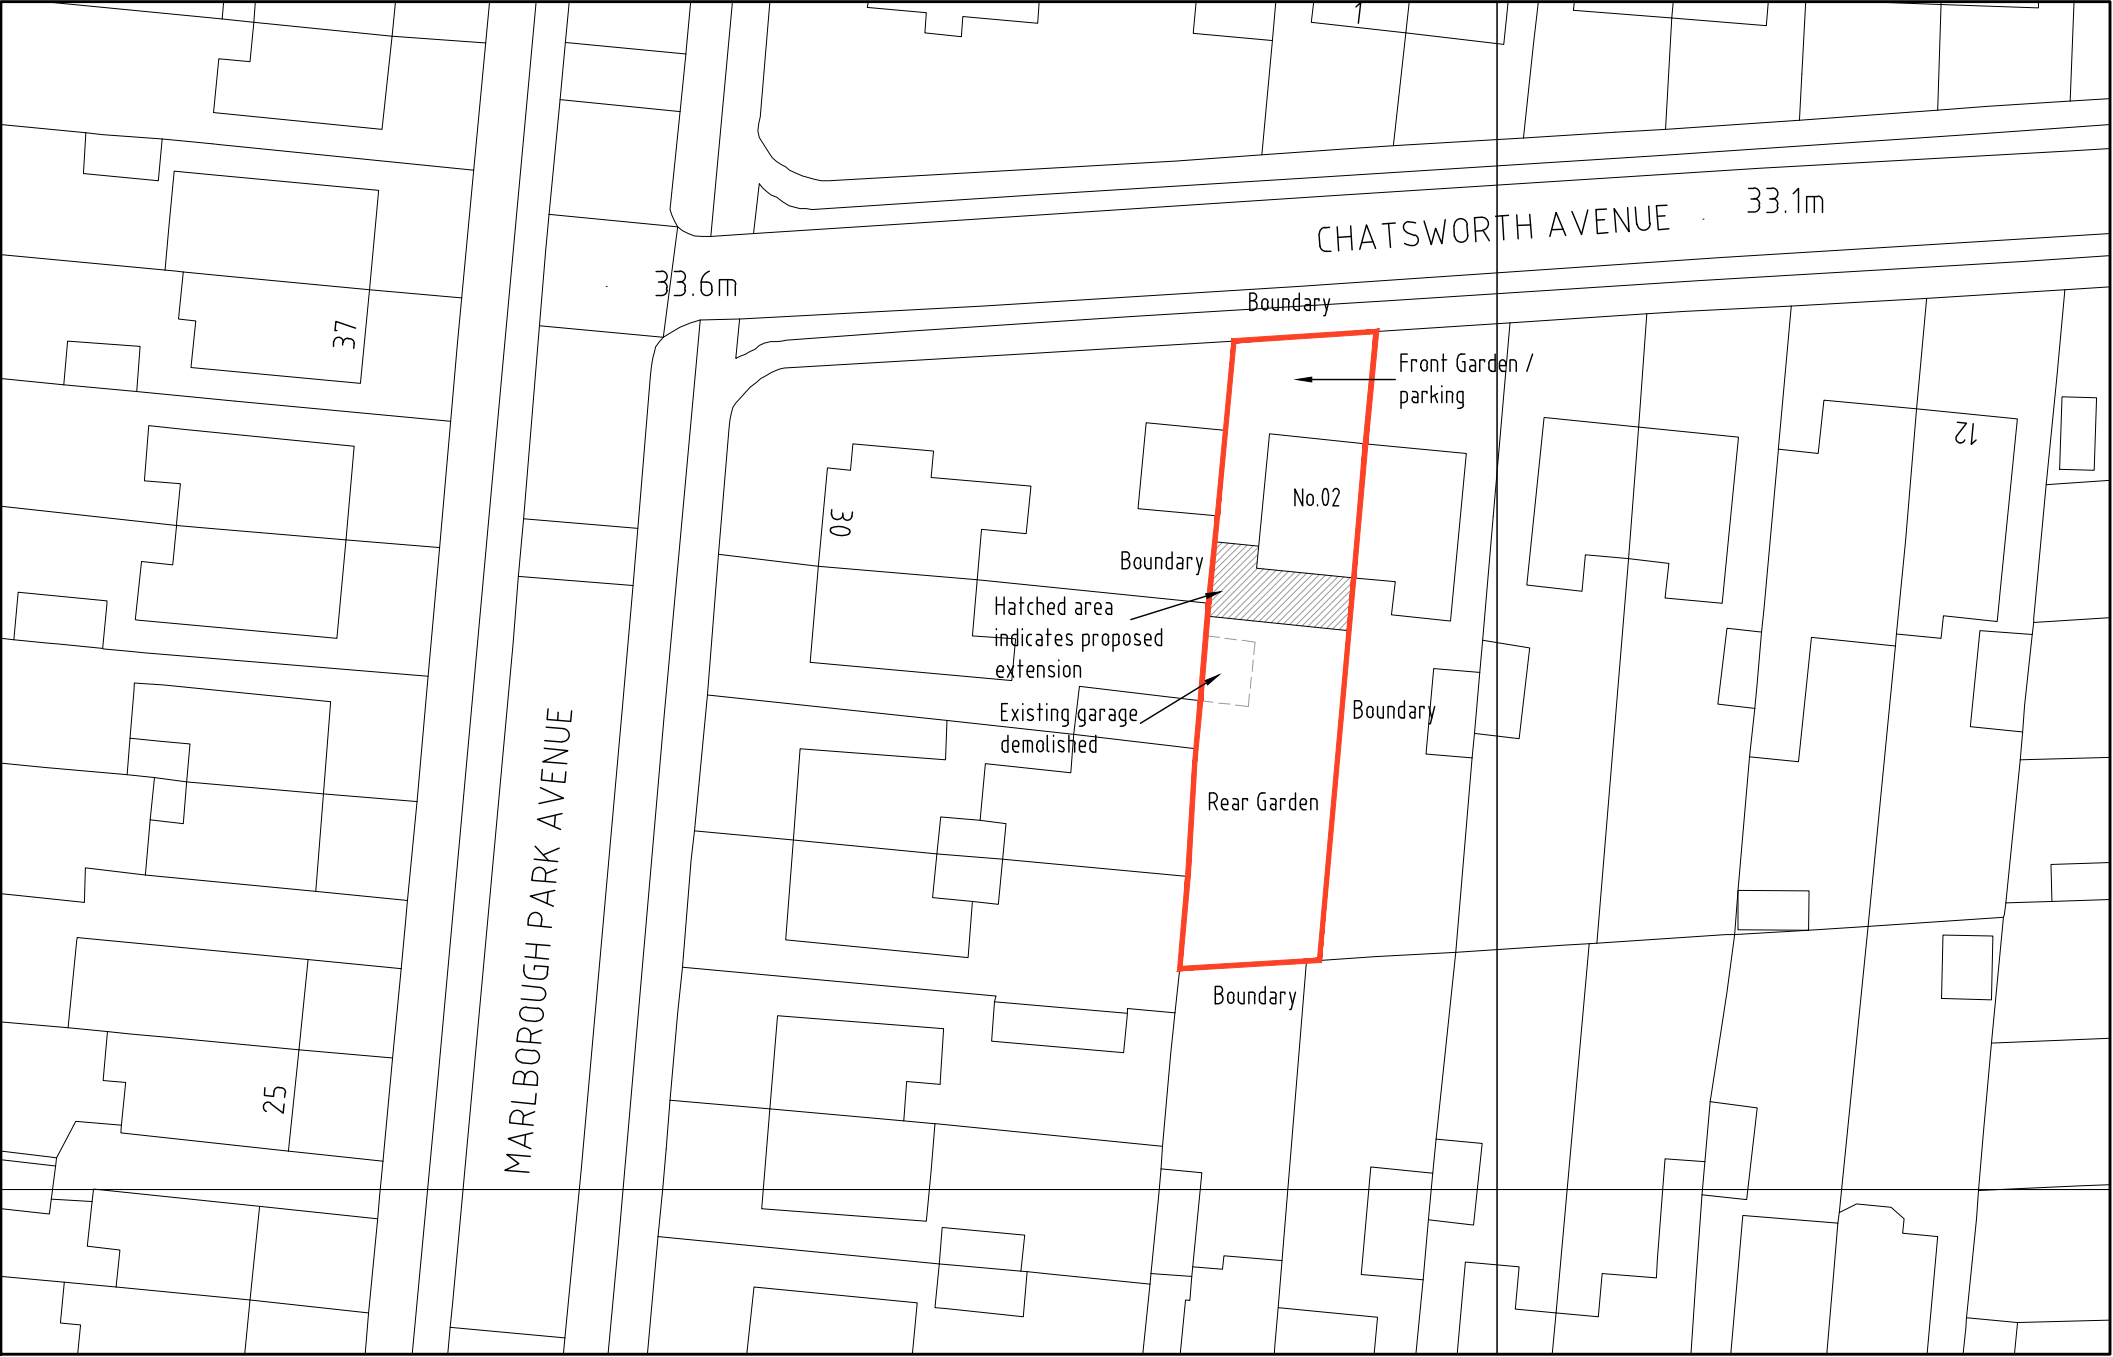 1
CHATSWORTH AVENUE
33.1m
33.6m
Boundary
37
Front Garden /
parking
12
No.02
30
Boundary
Hatched area
indicates proposed
extension
Existing garage
demolished
Boundary
MARLBOROUGH PARK AVENUE
Rear Garden
Boundary
25